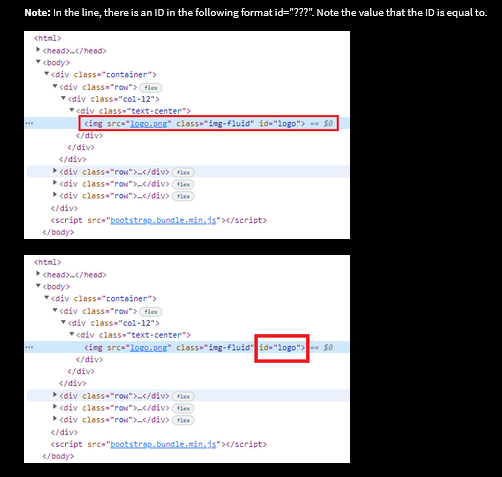 Note: In the line, there is an ID in the following format id="???". Note the value that the ID is equal to.
<html>
▶<head>…</head>
▼<body>
▼<div class="container">
▼<div class="row"> flex
▼<div class="col-12">
▼<div class="text-center">
… <img src="logo.png" class="img-fluid" id="logo"> == $0
</div>
</div>
</div>
▶<div class="row">…</div> flex
▶<div class="row">…</div> flex
▶<div class="row">…</div> flex
</div>
<script src="bootstrap.bundle.min.js"></script>
</body>
<html>
▶<head>…</head>
▼<body>
▼<div class="container">
▼<div class="row"> flex
▼<div class="col-12">
▼<div class="text-center">
… <img src="logo.png" class="img-fluid" id="logo"> == $0
</div>
</div>
</div>
▶<div class="row">…</div> flex
▶<div class="row">…</div> flex
▶<div class="row">…</div> flex
</div>
<script src="bootstrap.bundle.min.js"></script>
</body>